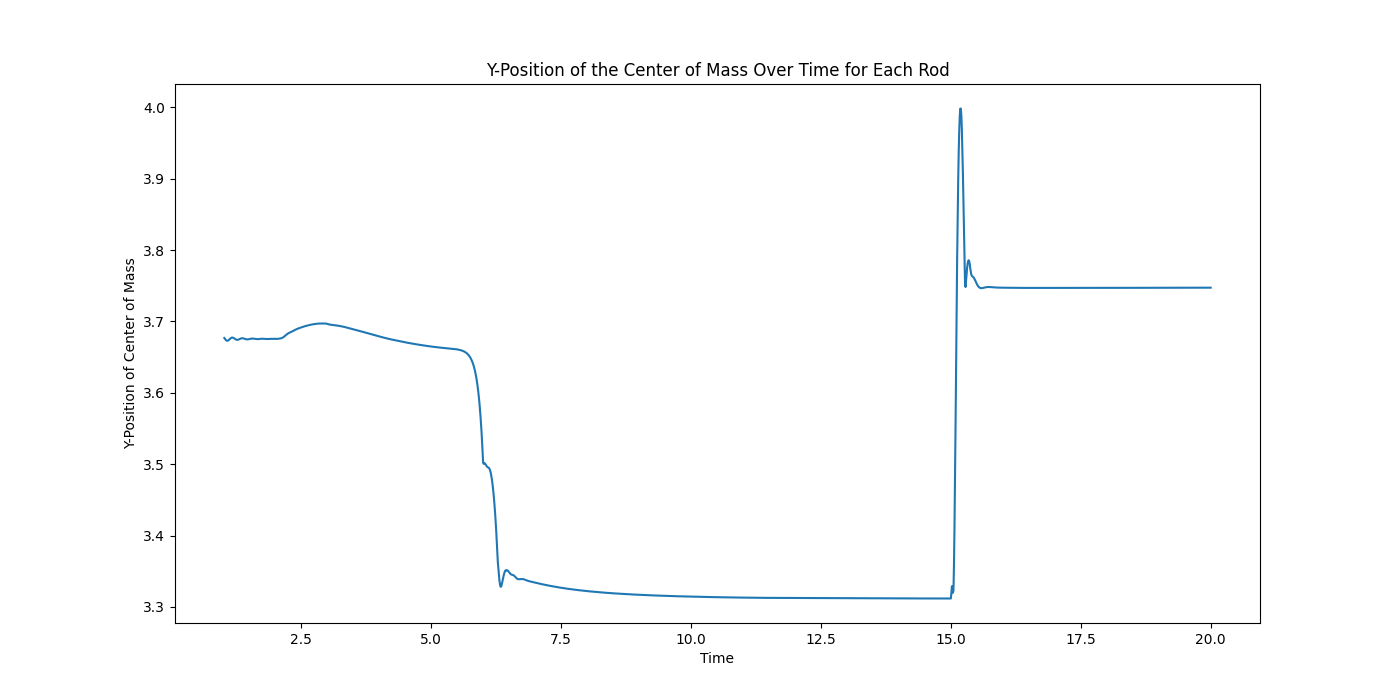 Y-Position of the Center of Mass Over Time for Each Rod
4.0
3.9
3.8
3.7
3.6
3.5
3.4
3.3
Y-Position of Center of Mass
2.5 5.0 7.5 10.0 12.5 15.0 17.5 20.0
Time